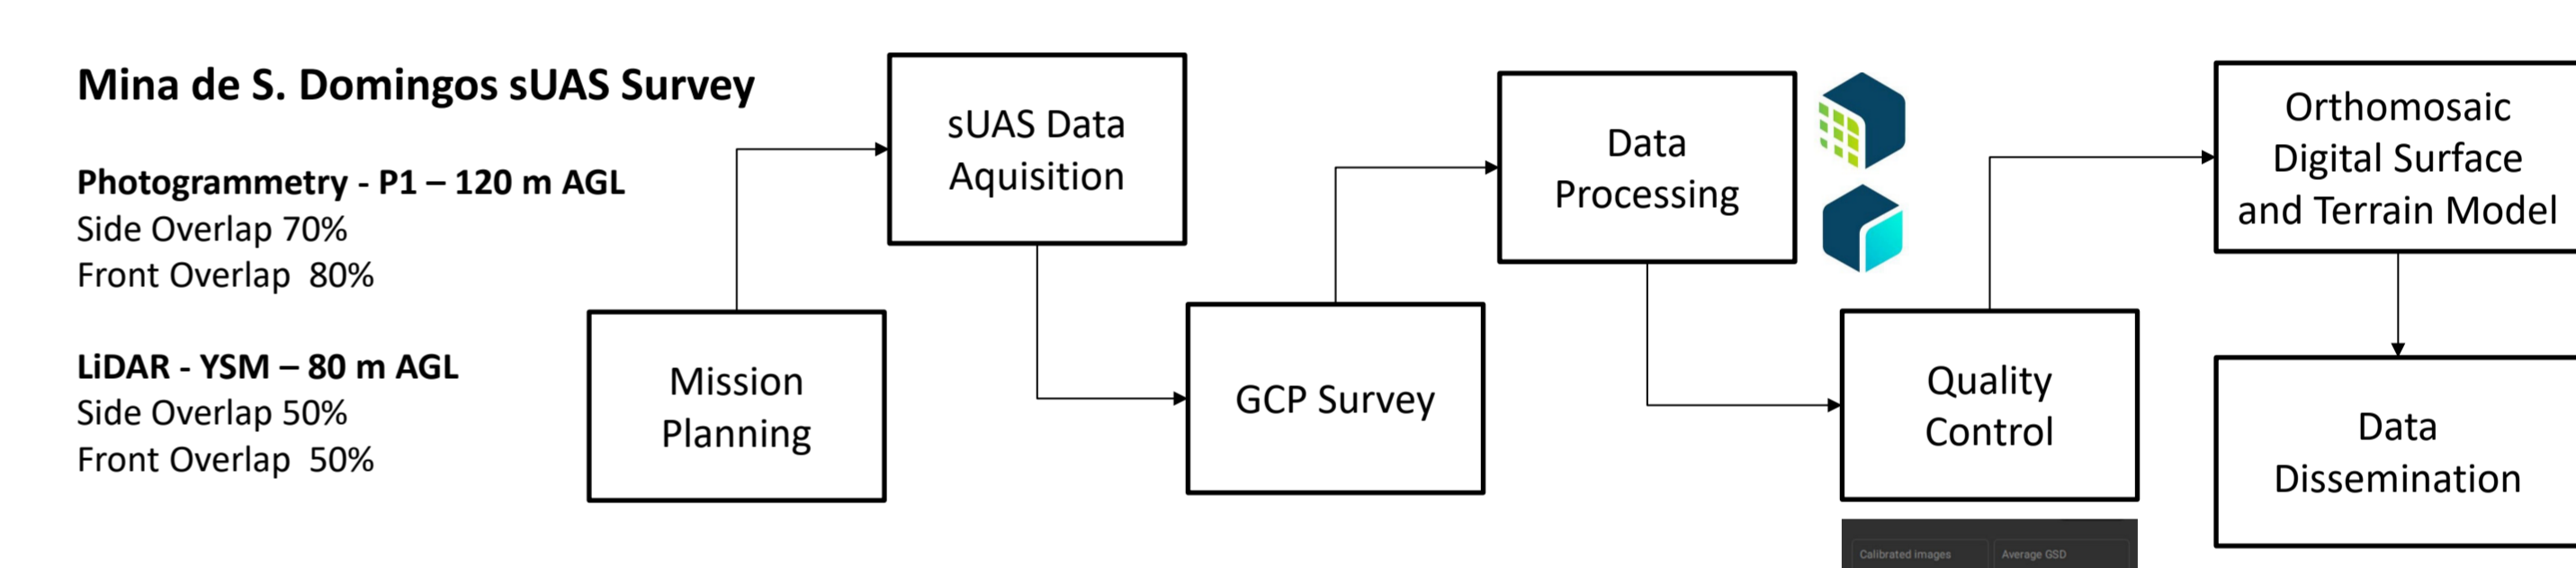 Mina de S. Domingos sUAS Survey
Photogrammetry - P1 – 120 m AGL
Side Overlap 70%
Front Overlap  80%
LiDAR - YSM – 80 m AGL
Side Overlap 50%
Front Overlap  50%
Mission
Planning
sUAS Data
Aquisition
GCP Survey
Data
Processing
Quality
Control
Calibrated images
Average GSD
Orthomosaic
Digital Surface
and Terrain Model
Data
Dissemination